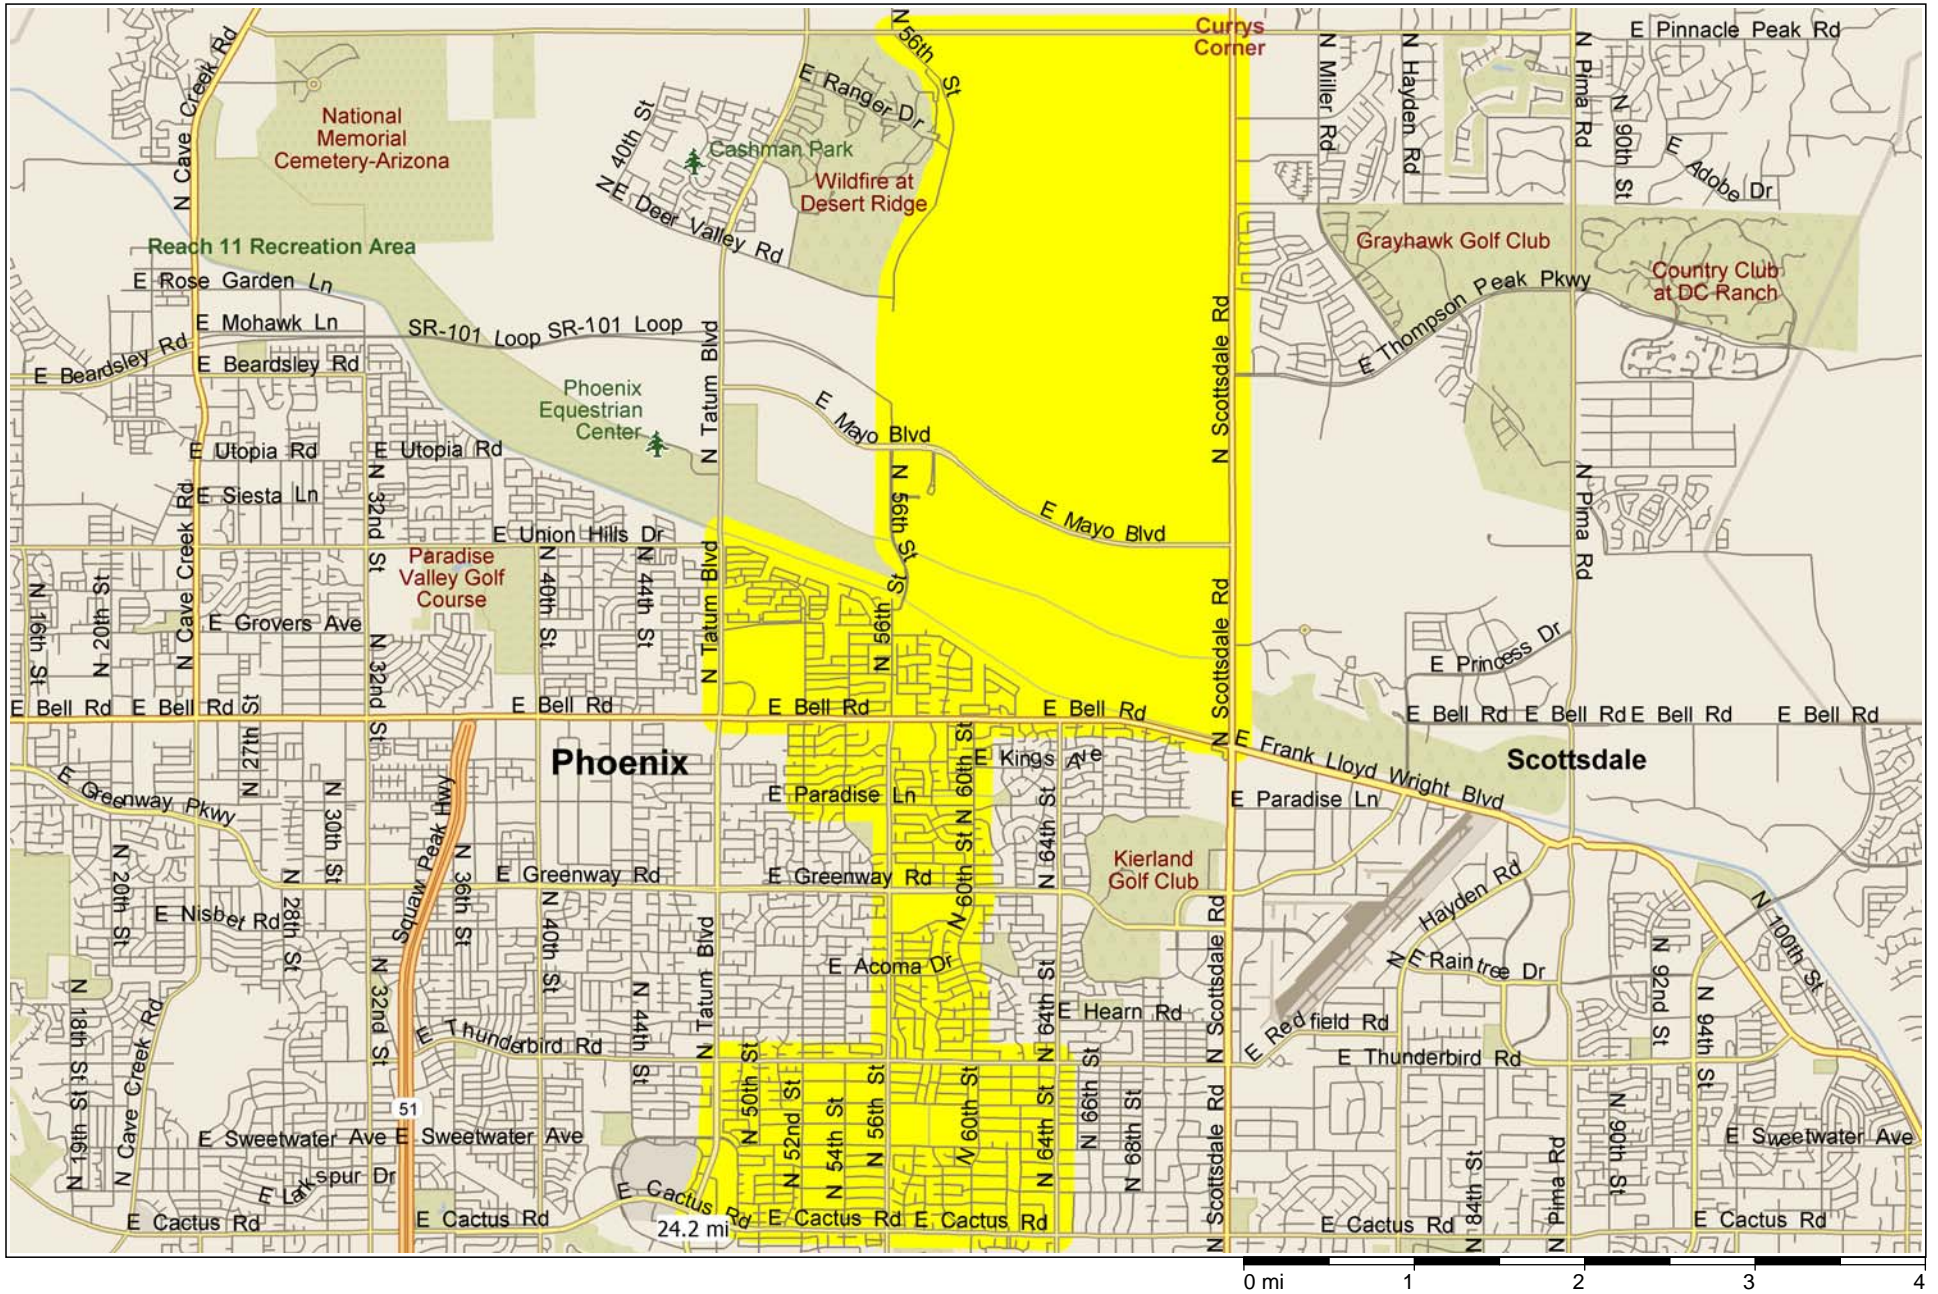 N 56th St
Currys
Corner
E Pinnacle Peak Rd
N Cave Creek Rd
N Miller Rd
N Hayden Rd
N Pima Rd
N 90th St
E Ranger Dr
N 40th St
National
Memorial
Cemetery-Arizona
Cashman Park
Wildfire at
Desert Ridge
E Adobe Dr
E Deer Valley Rd
Reach 11 Recreation Area
Grayhawk Golf Club
Country Club
at DC Ranch
E Rose Garden Ln
E Thompson Peak Pkwy
E Mohawk Ln
SR-101 Loop
SR-101 Loop
N Tatum Blvd
N Scottsdale Rd
E Beardsley Rd
E Beardsley Rd
Phoenix
Equestrian
Center
E Mayo Blvd
E Utopia Rd
E Utopia Rd
E Siesta Ln
N 32nd St
N 56th St
E Mayo Blvd
N Pima Rd
N Cave Creek Rd
E Union Hills Dr
Paradise
Valley Golf
Course
N 40th St
N 44th St
N Tatum Blvd
N 56th St
N Scottsdale Rd
N 16th St
N 20th St
E Grovers Ave
N 32nd St
E Princess Dr
E Bell Rd
E Bell Rd
N 27th St
E Bell Rd
E Bell Rd
E Bell Rd
E Bell Rd
E Bell Rd
E Bell Rd
E Bell Rd
Phoenix
E Kings Ave
E Frank Lloyd Wright Blvd
Scottsdale
E Greenway Pkwy
N 30th St
Squaw Peak Hwy
E Paradise Ln
N 60th St
N 60th St
N 64th St
E Paradise Ln
N 20th St
N 28th St
N 36th St
E Greenway Rd
E Greenway Rd
Kierland
Golf Club
E Nisbet Rd
N 40th St
N Tatum Blvd
N
N Scottsdale Rd
N Hayden Rd
N 92nd St
N 100th St
E Acoma Dr
E Raintree Dr
N 18th St
N Cave Creek Rd
N 32nd St
N 44th St
N 64th St
E Hearn Rd
N 94th St
E Thunderbird Rd
E Redfield Rd
E Thunderbird Rd
N 19th St
51
N 50th St
N 52nd St
N 54th St
N 56th St
N 60th St
N 64th St
N 66th St
N 68th St
N Scottsdale Rd
N 84th St
N Pima Rd
N 90th St
E Sweetwater Ave
E Sweetwater Ave
E Sweetwater Ave
E Larkspur Dr
E Cactus Rd
E Cactus Rd
E Cactus Rd
24.2 mi
E Cactus Rd
E Cactus Rd
E Cactus Rd
E Cactus Rd
0 mi 1 2 3 4